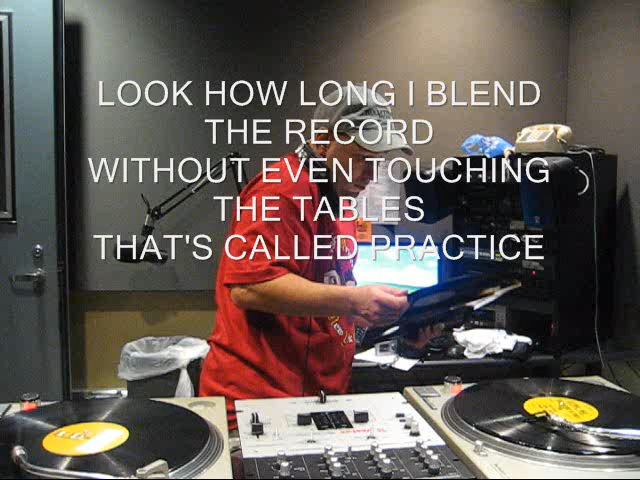 LOOK HOW LONG I BLEND
THE RECORD
WITHOUT EVEN TOUCHING
THE TABLES
THAT'S CALLED PRACTICE